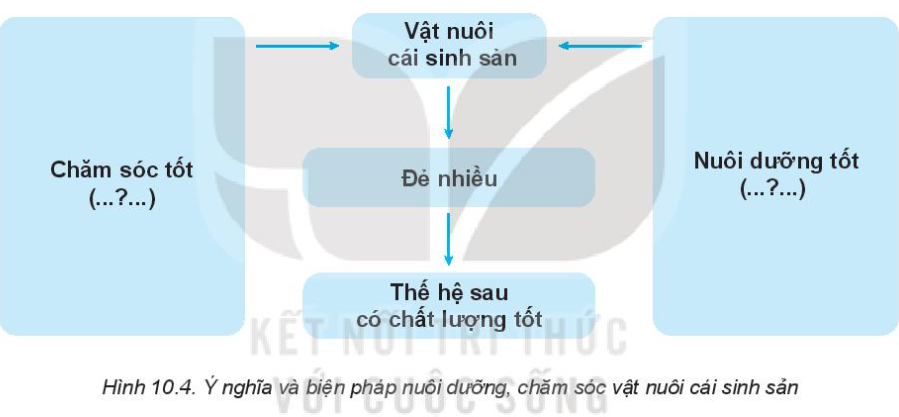 Vật nuôi
cái sinh sản
Chăm sóc tốt
(...?...)
Đẻ nhiều
Nuôi dưỡng tốt
(...?...)
Thế hệ sau
có chất lượng tốt
KẾT NỐI TRI THỨC
VỚI CUỘC SỐNG
Hình 10.4. Ý nghĩa và biện pháp nuôi dưỡng, chăm sóc vật nuôi cái sinh sản